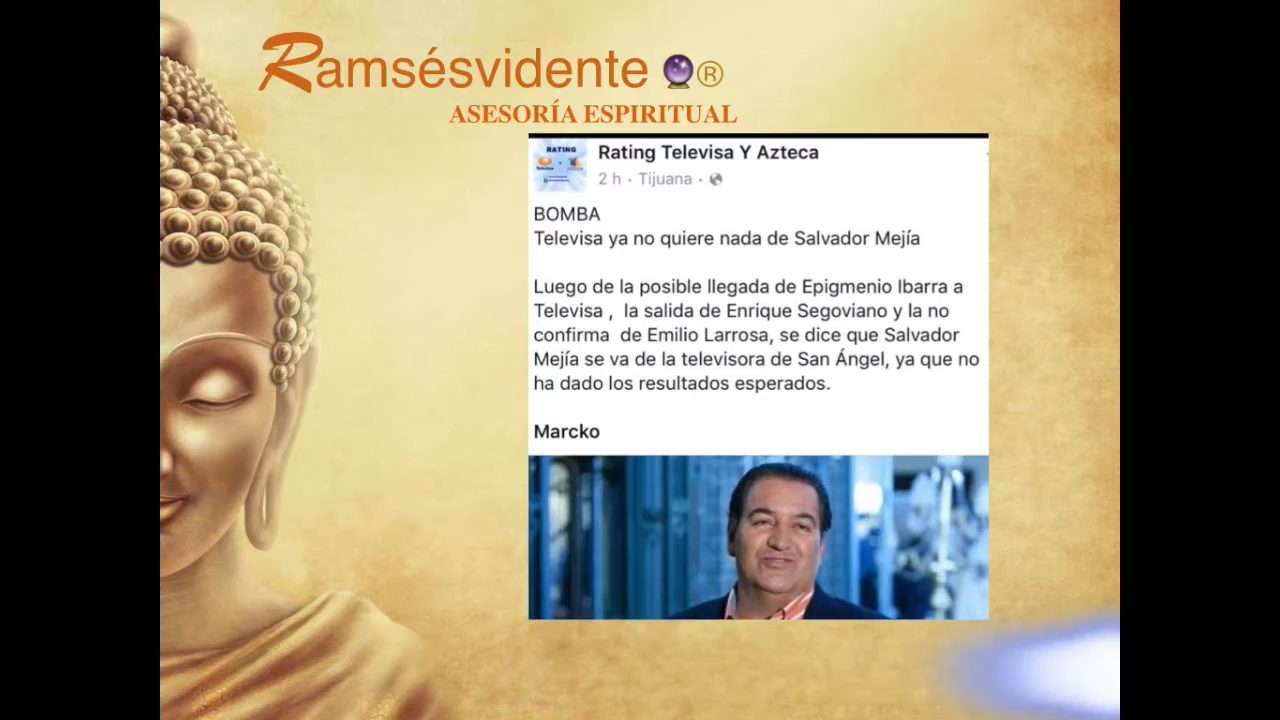 Ramsésvidente ®
ASESORÍA ESPIRITUAL
RATING
Televisa
Rating Televisa Y Azteca
2 h · Tijuana ·
BOMBA
Televisa ya no quiere nada de Salvador Mejía
Luego de la posible llegada de Epigmenio Ibarra a
Televisa , la salida de Enrique Segoviano y la no
confirma de Emilio Larrosa, se dice que Salvador
Mejía se va de la televisora de San Ángel, ya que no
ha dado los resultados esperados.
Marcko